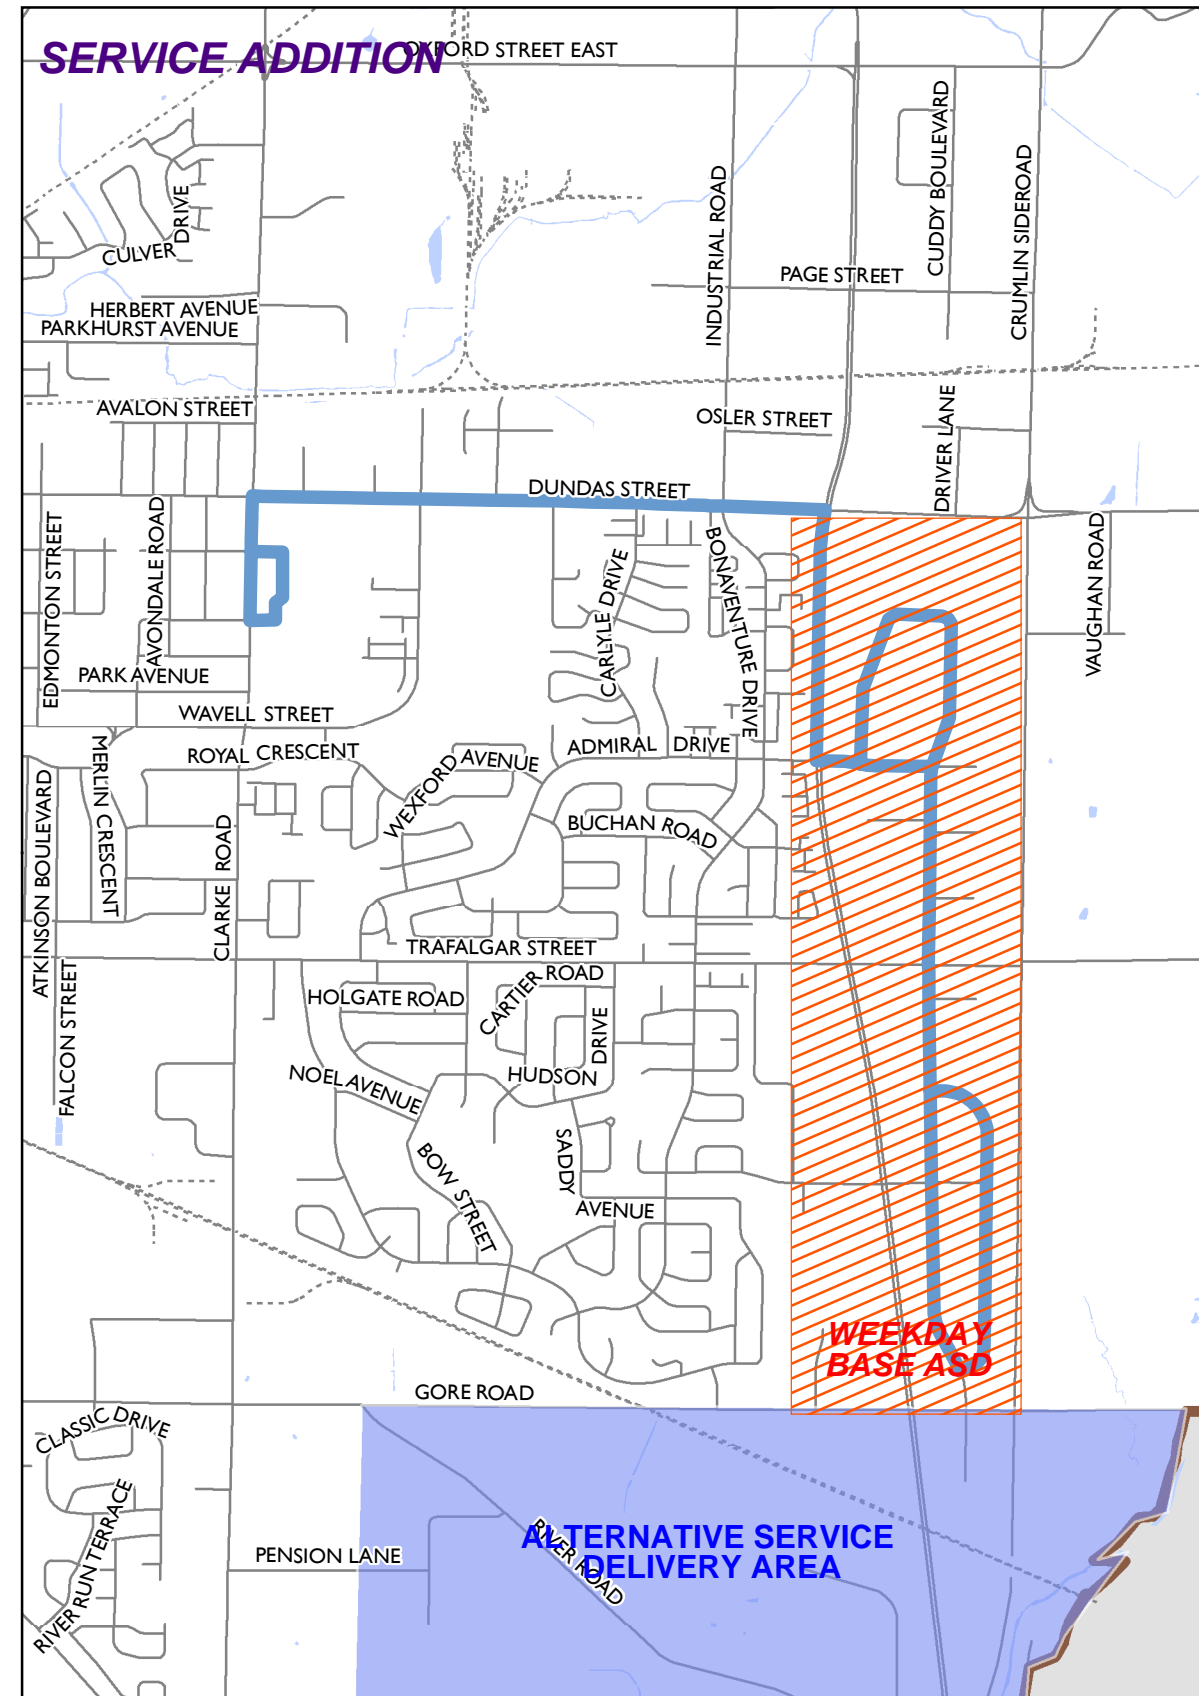 SERVICE ADDITION
OXFORD STREET EAST
CUDDY BOULEVARD
CRUMLIN SIDEROAD
INDUSTRIAL ROAD
CULVER DRIVE
PAGE STREET
HERBERT AVENUE
PARKHURST AVENUE
AVALON STREET
OSLER STREET
DRIVER LANE
DUNDAS STREET
EDMONTON STREET
AVONDALE ROAD
CARLYLE DRIVE
BONAVENTURE DRIVE
VAUGHAN ROAD
PARK AVENUE
WAVELL STREET
ROYAL CRESCENT
ADMIRAL DRIVE
WEXFORD AVENUE
MERLIN CRESCENT
ATKINSON BOULEVARD
BUCHAN ROAD
CLARKE ROAD
TRAFALGAR STREET
FALCON STREET
HOLGATE ROAD
CARTIER ROAD
HUDSON DRIVE
NOEL AVENUE
BOW STREET
SADDY AVENUE
WEEKDAY
BASE ASD
GORE ROAD
CLASSIC DRIVE
RIVER RUN TERRACE
PENSION LANE
RIVER ROAD
ALTERNATIVE SERVICE
DELIVERY AREA